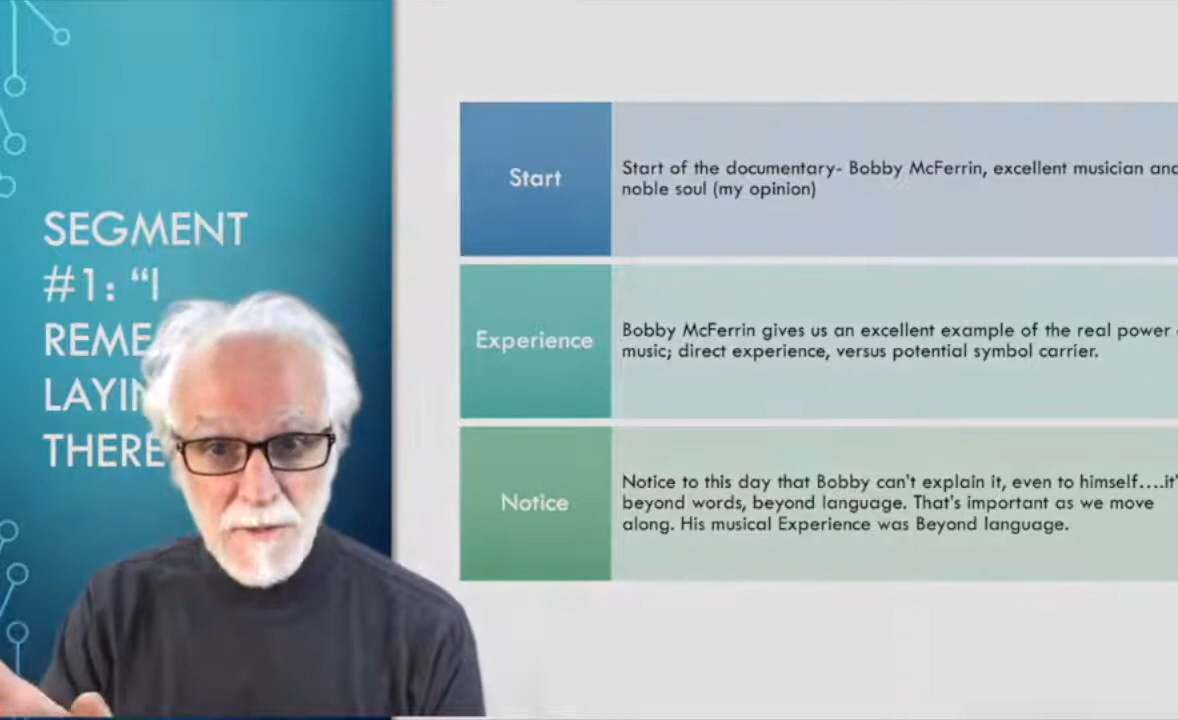 SEGMENT
#1: “I
REME
LAYIN
THERE
Start
Start of the documentary- Bobby McFerrin, excellent musician and
noble soul (my opinion)
Experience
Bobby McFerrin gives us an excellent example of the real power
music; direct experience, versus potential symbol carrier.
Notice
Notice to this day that Bobby can't explain it, even to himself....it'
beyond words, beyond language. That's important as we move
along. His musical Experience was Beyond language.